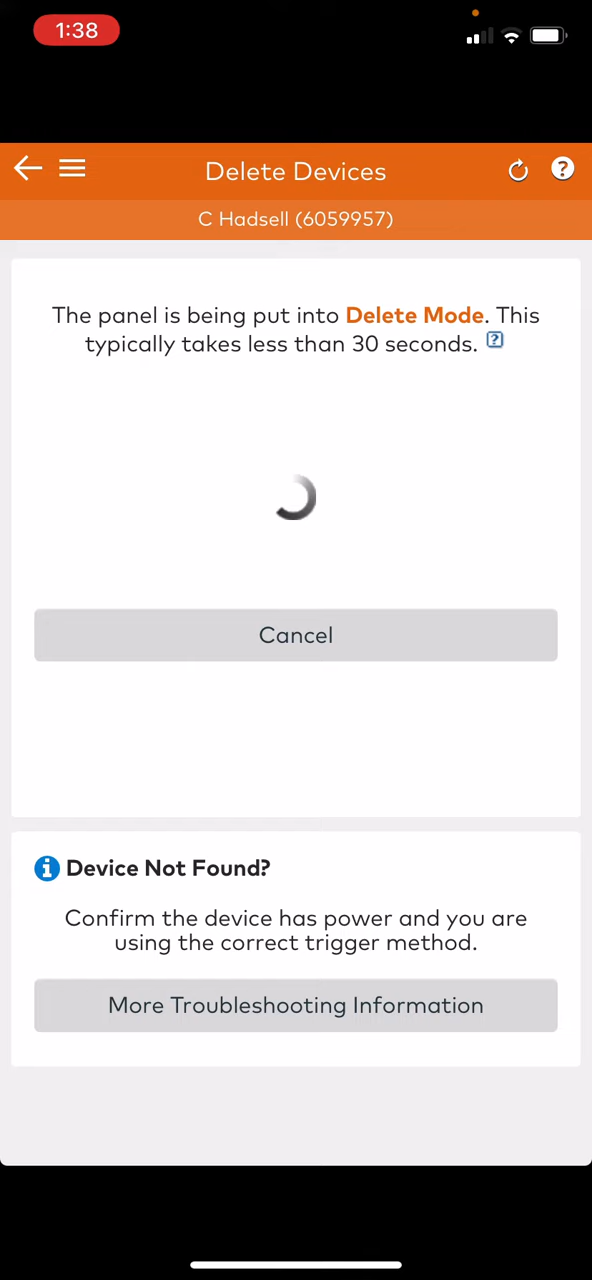 1:38
Delete Devices
?
C Hadsell (6059957)
The panel is being put into Delete Mode. This
typically takes less than 30 seconds. ?
Cancel
i Device Not Found?
Confirm the device has power and you are
using the correct trigger method.
More Troubleshooting Information